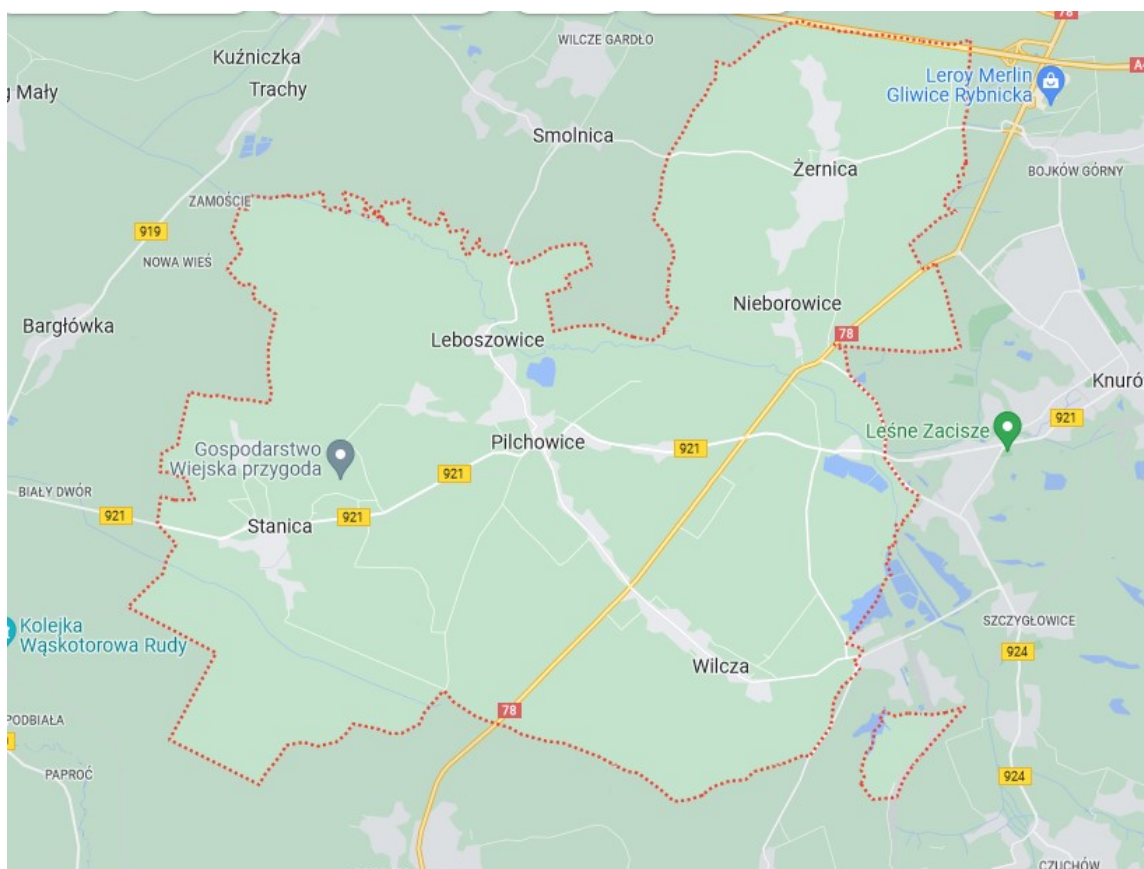 78
WILCZE GARDŁO
Kuźniczka
Trachy
g Mały
A4
Leroy Merlin
Gliwice Rybnicka
Smolnica
Żernica
BOJKÓW GÓRNY
ZAMOŚCIE
919
NOWA WIEŚ
Nieborowice
Bargłówka
Leboszowice
78
Knuró
921
Leśne Zacisze
Pilchowice
921
Gospodarstwo
Wiejska przygoda
921
BIAŁY DWÓR
921
921
Stanica
Kolejka
Wąskotorowa Rudy
SZCZYGŁOWICE
924
Wilcza
78
PODBIAŁA
PAPROĆ
924
CZUCHÓW